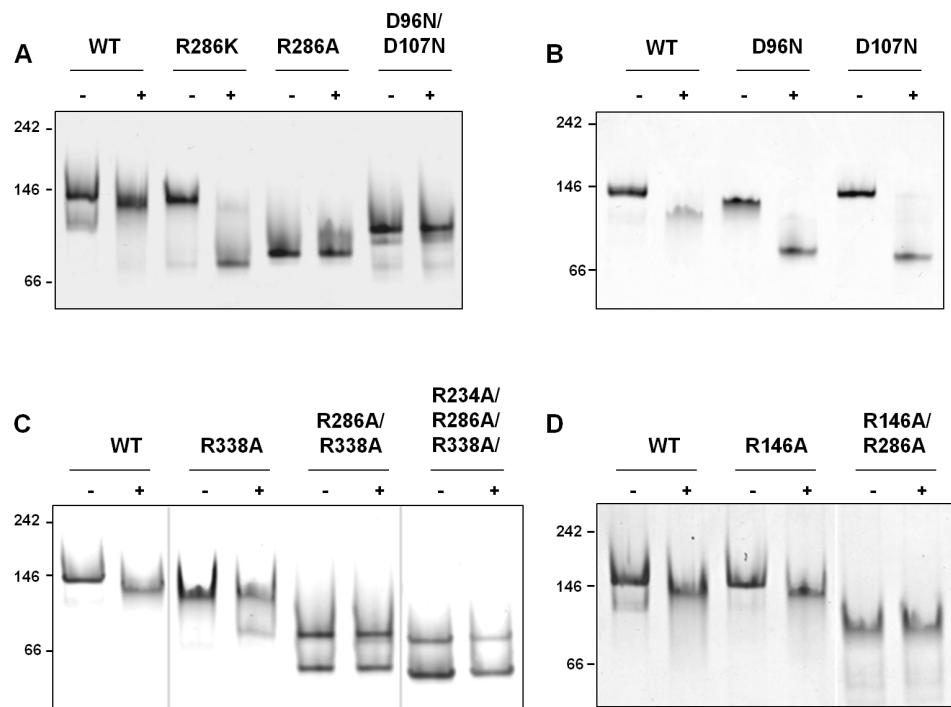 A
WT R286K R286A D96N/
D107N
- + - + - + - +
242
146
66
B
WT D96N D107N
- + - + - +
242
146
66
C
WT R338A R286A/
R338A
R234A/
R286A/
R338A/
- + - + - + - +
242
146
66
D
WT R146A R146A/
R286A
- + - + - +
242
146
66